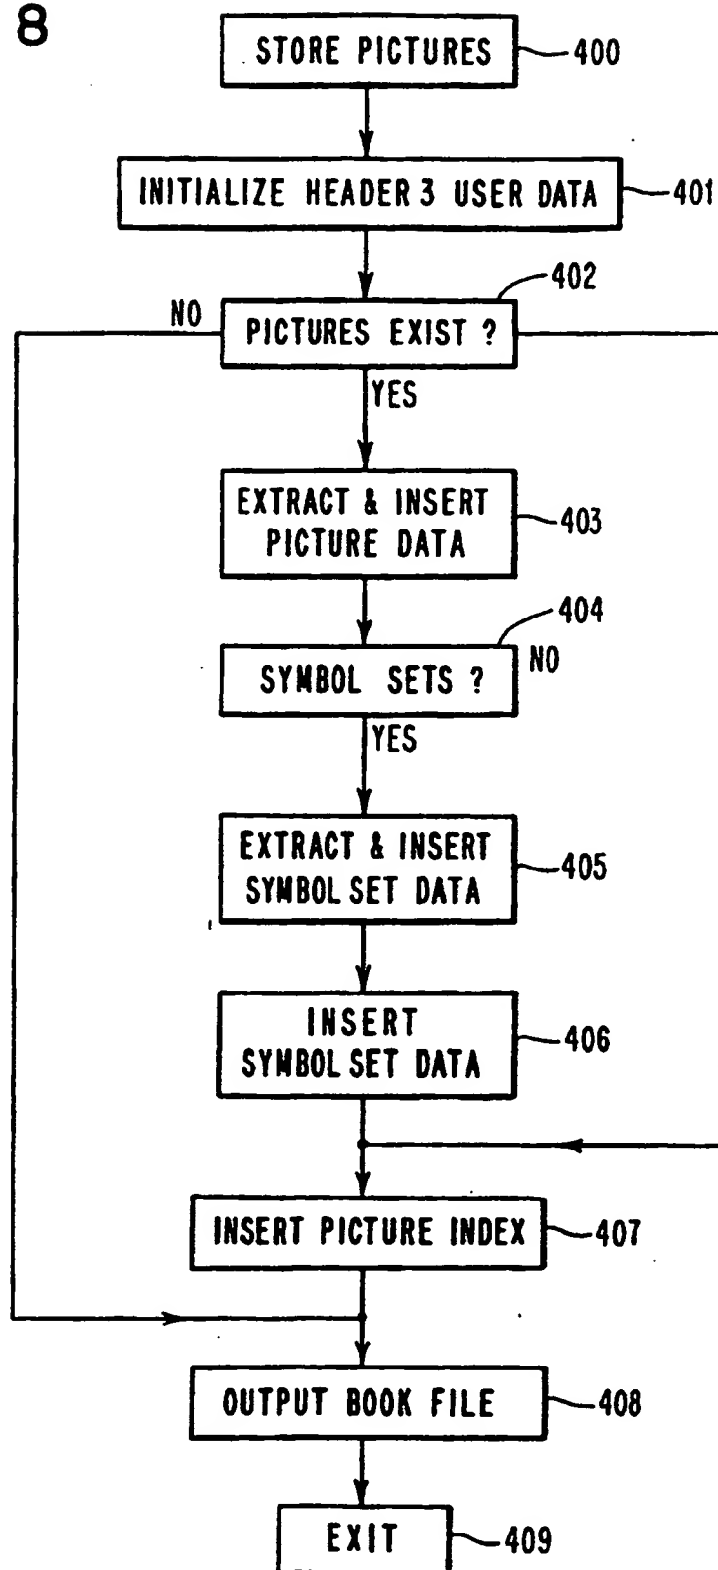 8
STORE PICTURES
400
INITIALIZE HEADER 3 USER DATA
401
402
NO
PICTURES EXIST ?
YES
EXTRACT & INSERT
PICTURE DATA
403
404
NO
SYMBOL SETS ?
YES
EXTRACT & INSERT
SYMBOL SET DATA
405
INSERT
SYMBOL SET DATA
406
INSERT PICTURE INDEX
407
OUTPUT BOOK FILE
408
EXIT
409